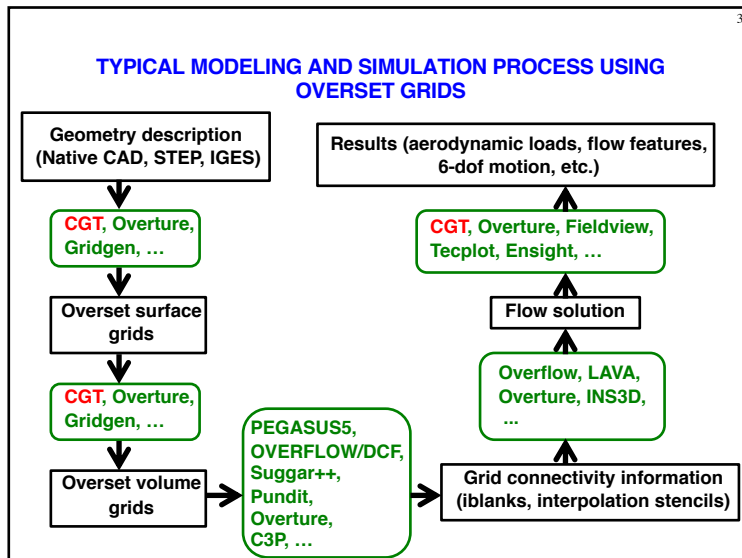 3
TYPICAL MODELING AND SIMULATION PROCESS USING
OVERSET GRIDS
Geometry description
(Native CAD, STEP, IGES)
CGT, Overture,
Gridgen, …
Overset surface
grids
CGT, Overture,
Gridgen, …
Overset volume
grids
PEGASUS5,
OVERFLOW/DCF,
Suggar++,
Pundit,
Overture,
C3P, …
Grid connectivity information
(iblanks, interpolation stencils)
Overflow, LAVA,
Overture, INS3D,
...
Flow solution
CGT, Overture, Fieldview,
Tecplot, Ensight, …
Results (aerodynamic loads, flow features,
6-dof motion, etc.)